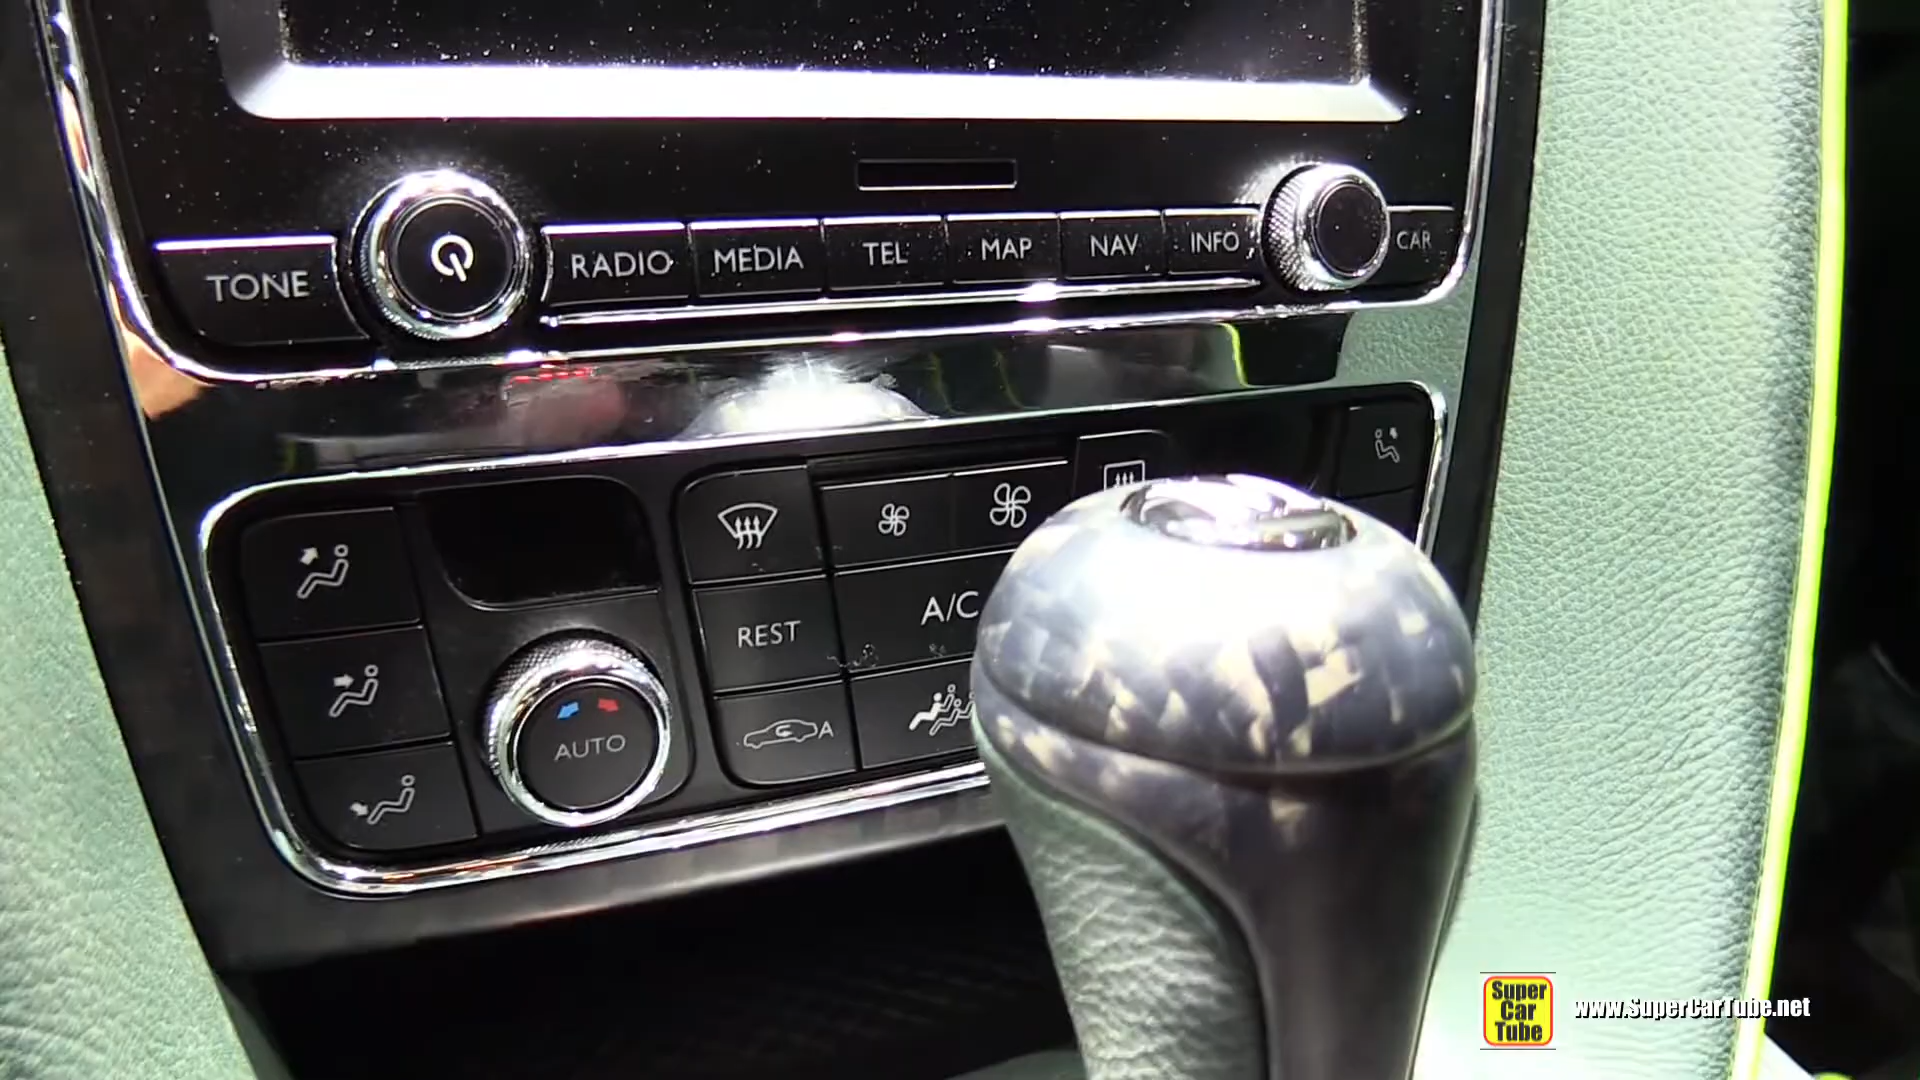 TONE RADIO MEDIA TEL MAP NAV INFO CAR
A/C
REST
AUTO
A
Super
Car
Tube
www.SuperCarTube.net